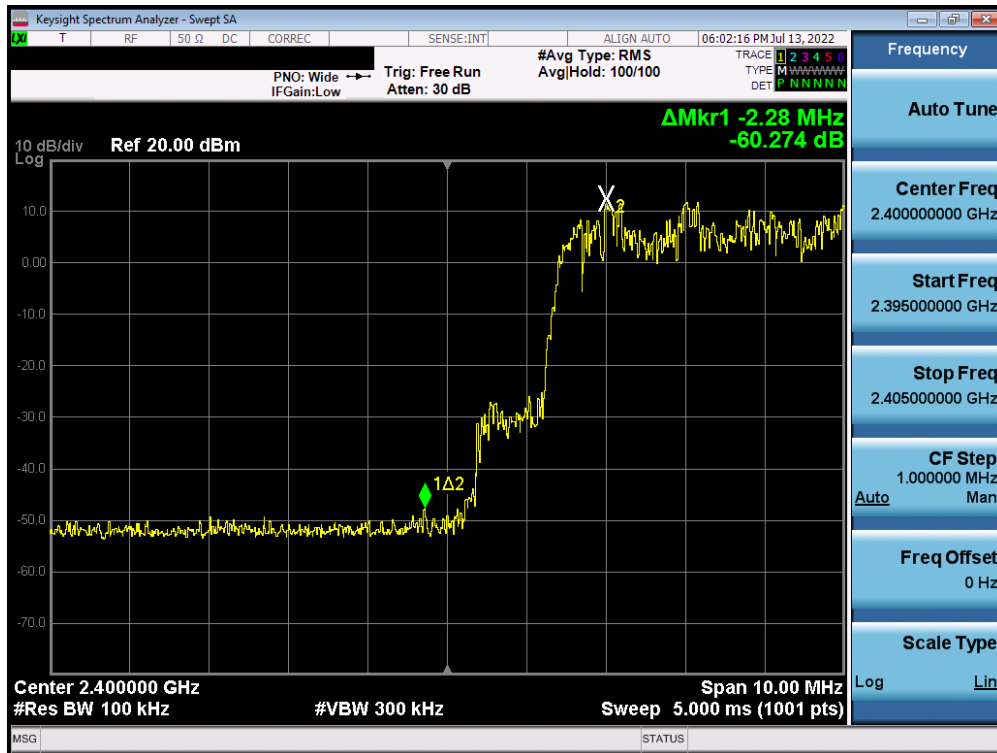 Keysight Spectrum Analyzer - Swept SA
LXI T RF 50 Ω DC CORREC SENSE:INT ALIGN AUTO 06:02:16 PM Jul 13, 2022
PNO: Wide Trig: Free Run #Avg Type: RMS TRACE 1 2 3 4 5 6
IFGain:Low Atten: 30 dB Avg|Hold: 100/100 TYPE M WWWWW
DET P N N N N N
ΔMkr1 -2.28 MHz
-60.274 dB
10 dB/div Ref 20.00 dBm
Log
10.0
0.00
-10.0
-20.0
-30.0
-40.0
-50.0
-60.0
-70.0
X2
1Δ2
Center 2.400000 GHz Span 10.00 MHz
#Res BW 100 kHz #VBW 300 kHz Sweep 5.000 ms (1001 pts)
MSG STATUS
Frequency
Auto Tune
Center Freq
2.400000000 GHz
Start Freq
2.395000000 GHz
Stop Freq
2.405000000 GHz
CF Step
1.000000 MHz
Auto Man
Freq Offset
0 Hz
Scale Type
Log Lin